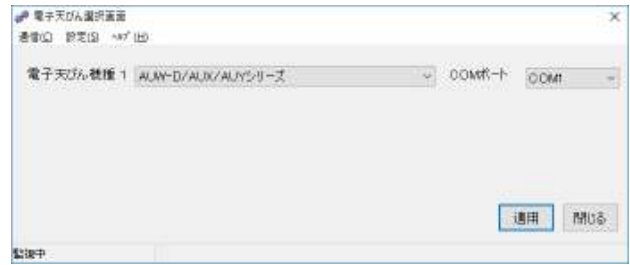 電子天びん選択画面
通信(C) 設定(S) ヘルプ(H)
電子天びん機種 1 AUW-D/AUX/AUYシリーズ COMポート COM1
適用 閉じる
監視中